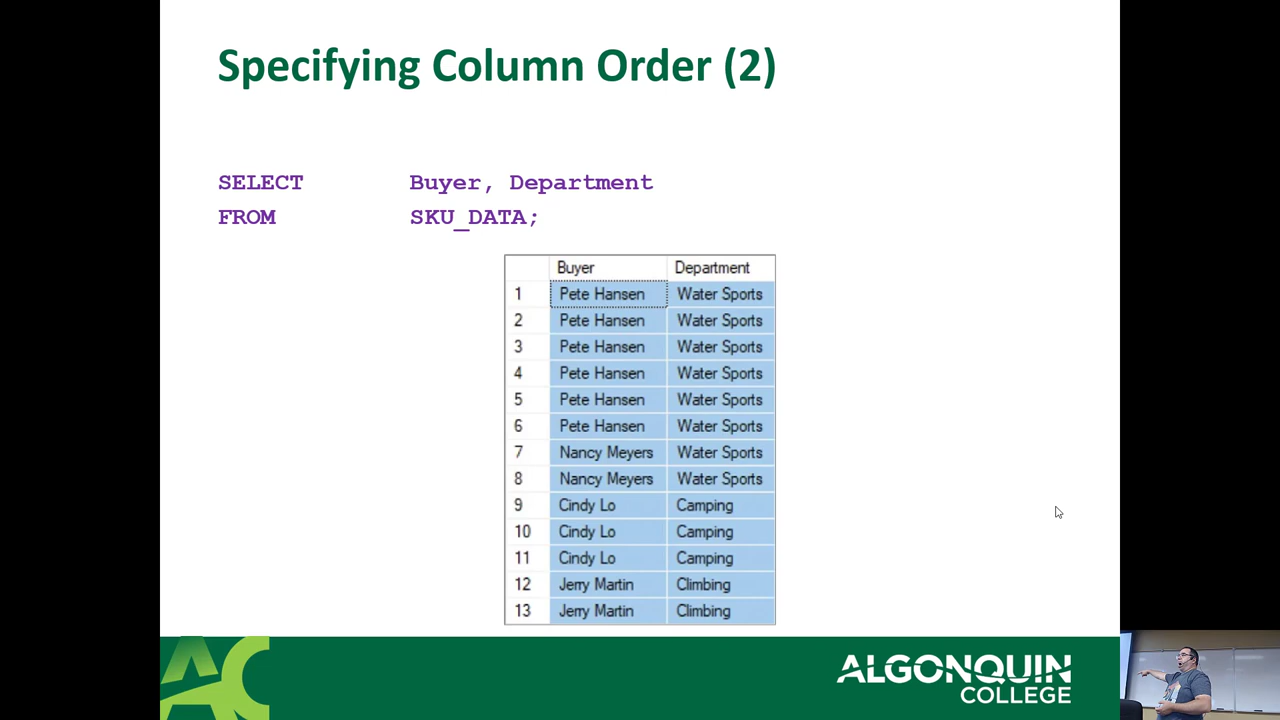 Specifying Column Order (2)
SELECT Buyer, Department
FROM SKU_DATA;
Buyer Department
1 Pete Hansen Water Sports
2 Pete Hansen Water Sports
3 Pete Hansen Water Sports
4 Pete Hansen Water Sports
5 Pete Hansen Water Sports
6 Pete Hansen Water Sports
7 Nancy Meyers Water Sports
8 Nancy Meyers Water Sports
9 Cindy Lo Camping
10 Cindy Lo Camping
11 Cindy Lo Camping
12 Jerry Martin Climbing
13 Jerry Martin Climbing
AC
ALGONQUIN
COLLEGE